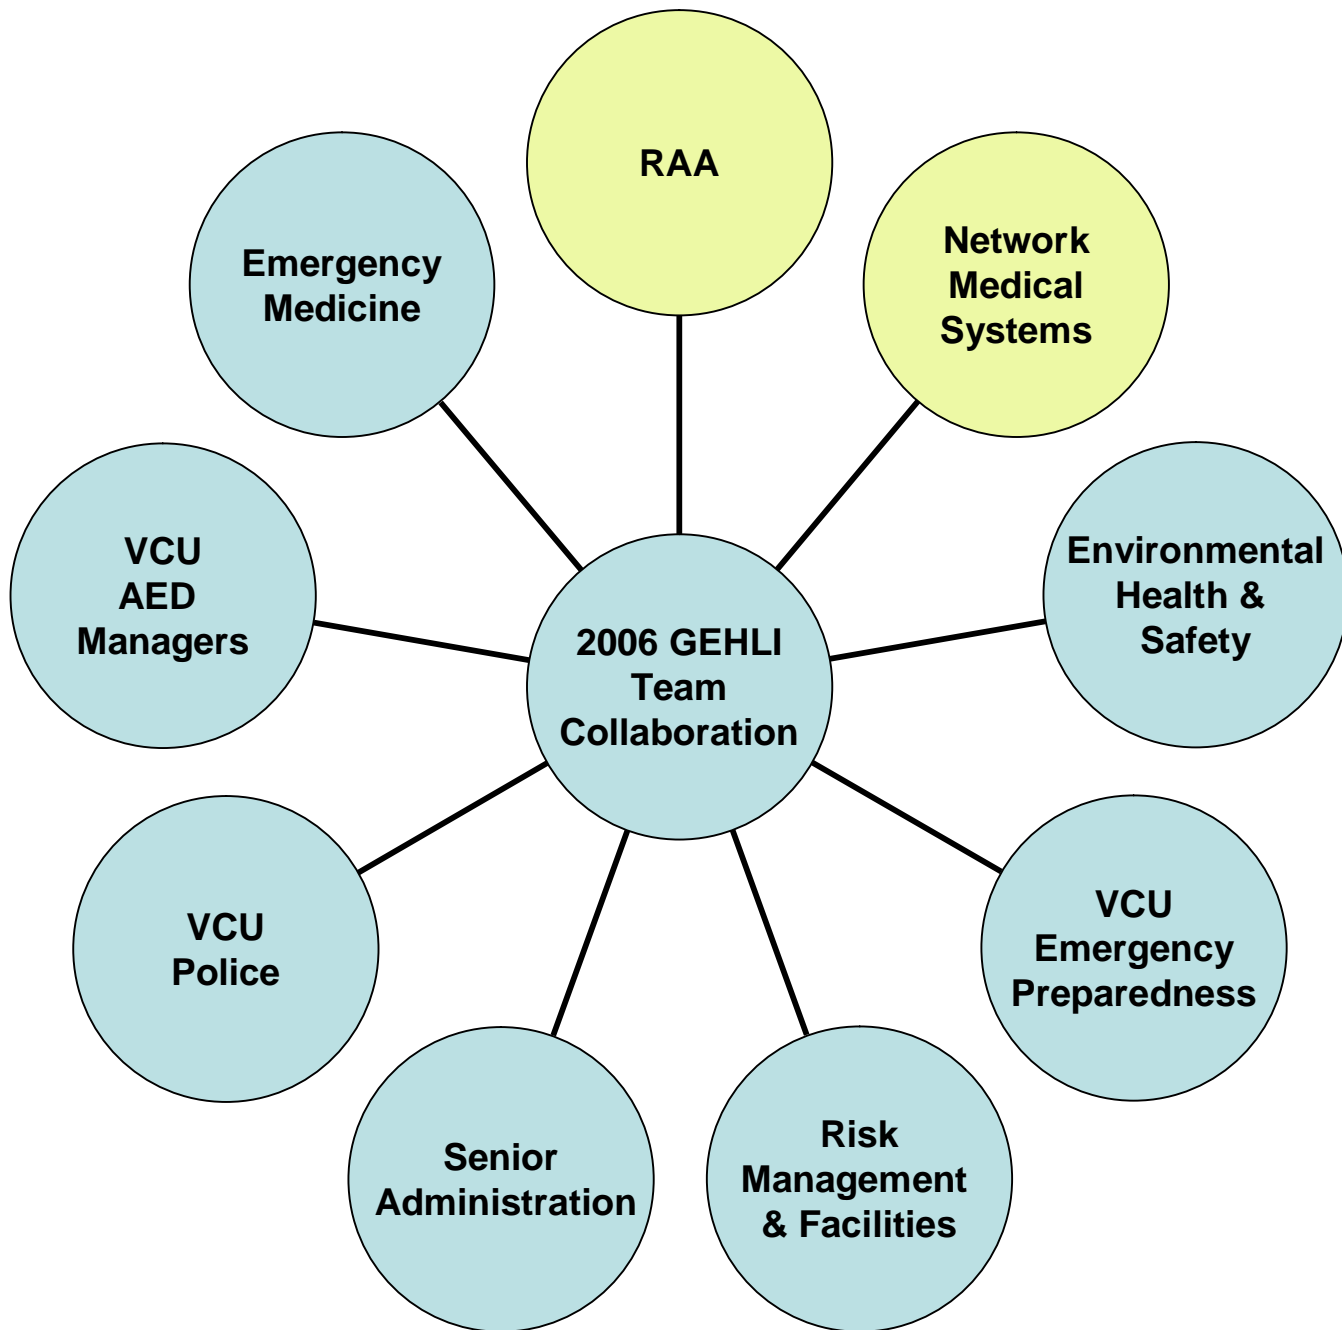 RAA
Network
Medical
Systems
Emergency
Medicine
Environmental
Health &
Safety
VCU
AED
Managers
2006 GEHLI
Team
Collaboration
VCU
Emergency
Preparedness
VCU
Police
Risk
Management
& Facilities
Senior
Administration